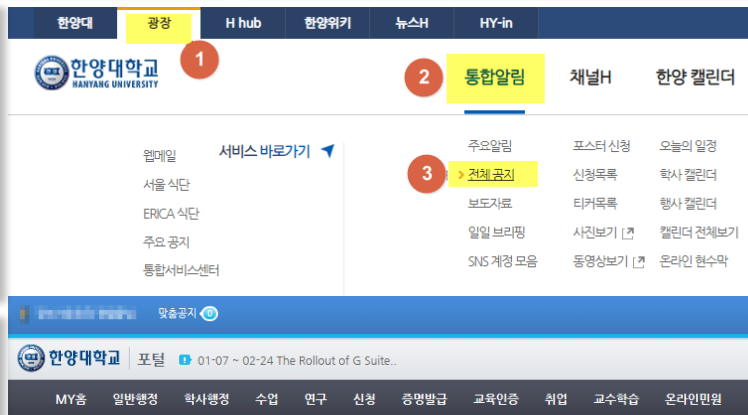 한양대 광장 H hub 한양위키 뉴스H HY-in
1
한양대학교
HANYANG UNIVERSITY
2 통합알림 채널H 한양 캘린더
웹메일 서비스 바로가기
서울 식단
ERICA 식단
주요 공지
통합서비스센터
주요알림 포스터 신청 오늘의 일정
3 전체 공지 신청목록 학사 캘린더
보도자료 티커목록 행사 캘린더
일일 브리핑 사진보기 캘린더 전체보기
SNS 계정 모음 동영상보기 온라인 현수막
맞춤공지 0
한양대학교 포털 01-07 ~ 02-24 The Rollout of G Suite..
MY홈 일반행정 학사행정 수업 연구 신청 증명발급 교육인증 취업 교수학습 온라인민원